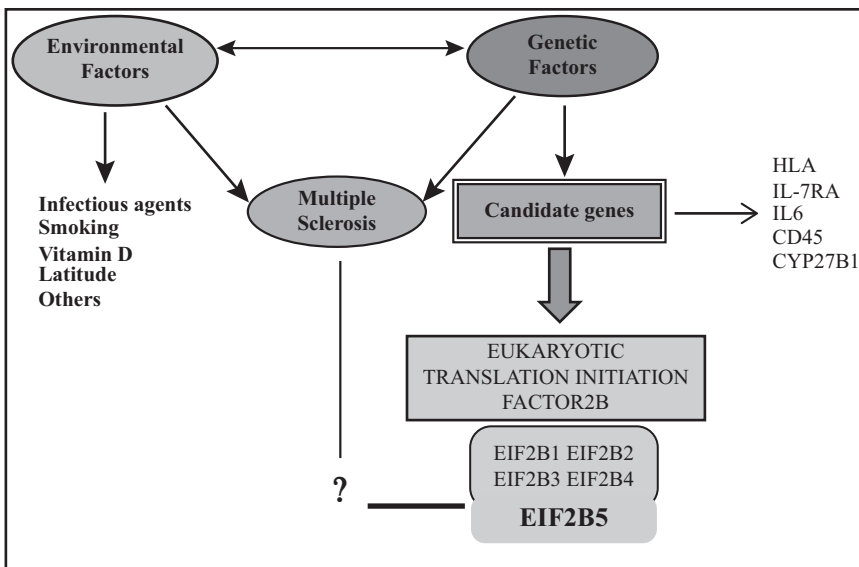 Environmental
Factors
Genetic
Factors
Infectious agents
Smoking
Vitamin D
Latitude
Others
Multiple
Sclerosis
Candidate genes
HLA
IL-7RA
IL6
CD45
CYP27B1
EUKARYOTIC
TRANSLATION INITIATION
FACTOR2B
EIF2B1 EIF2B2
EIF2B3 EIF2B4
EIF2B5
?